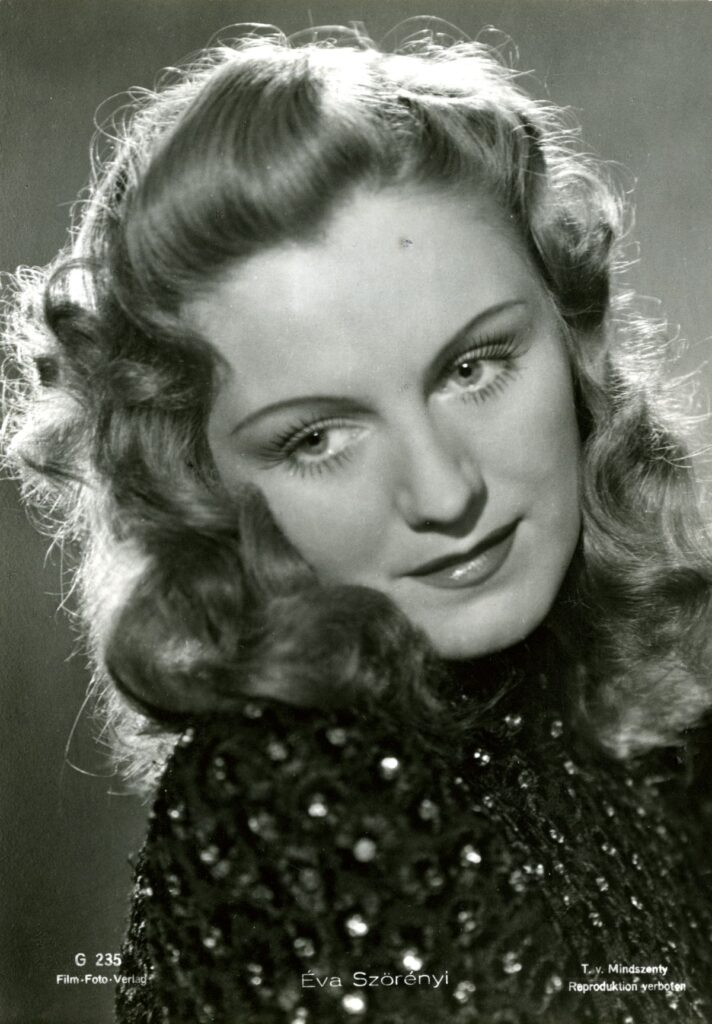 G 235
Film-Foto-Verlag
Éva Szörényi
T. v. Mindszenty
Reproduktion verboten